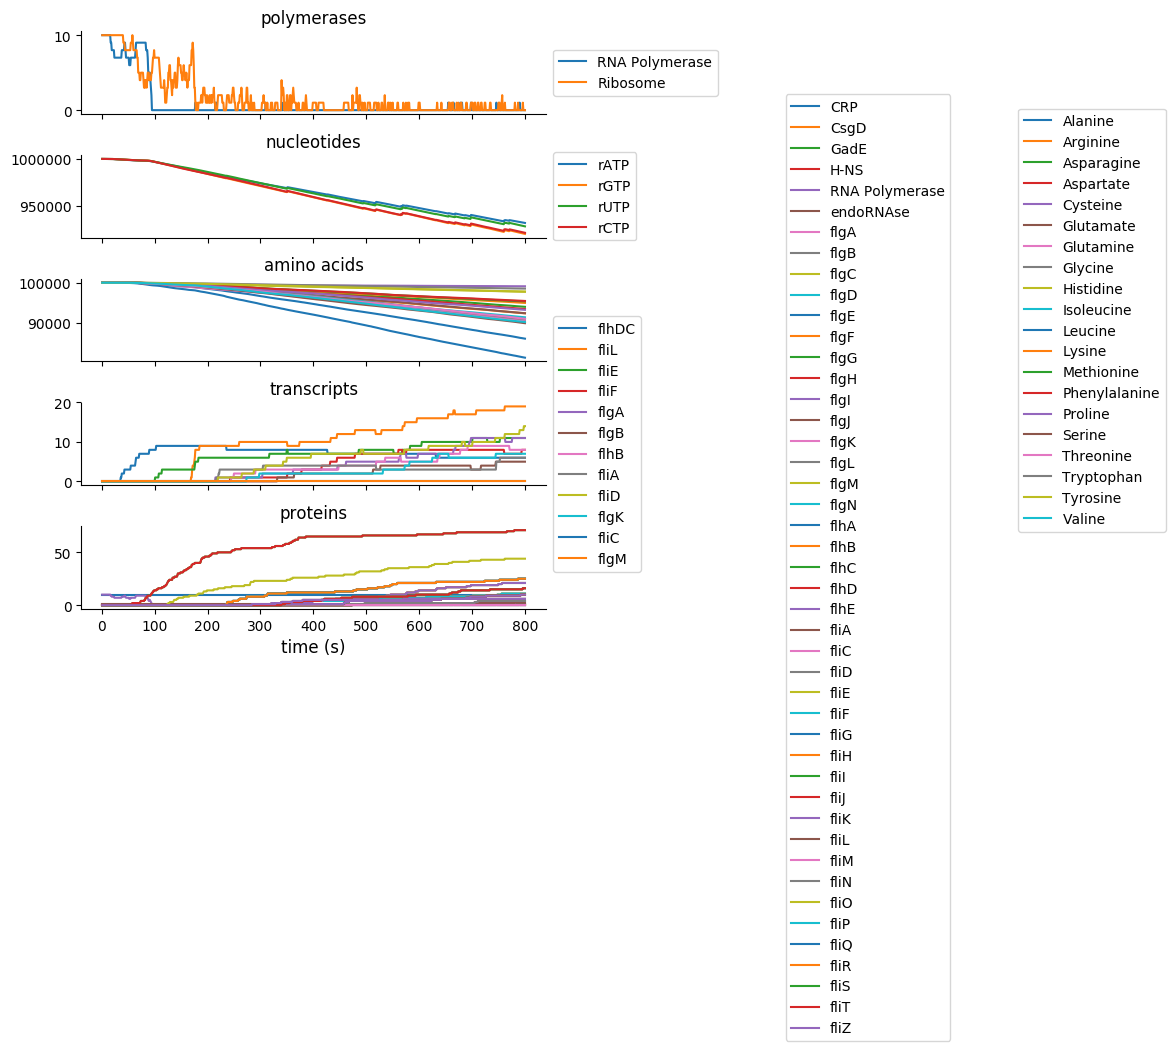 polymerases
10
0
RNA Polymerase
Ribosome
nucleotides
1000000
950000
rATP
rGTP
rUTP
rCTP
amino acids
100000
90000
transcripts
20
10
0
flhDC
fliL
fliE
fliF
flgA
flgB
flhB
fliA
fliD
flgK
fliC
flgM
proteins
50
0
0 100 200 300 400 500 600 700 800
time (s)
CRP
CsgD
GadE
H-NS
RNA Polymerase
endoRNAse
flgA
flgB
flgC
flgD
flgE
flgF
flgG
flgH
flgI
flgJ
flgK
flgL
flgM
flgN
flhA
flhB
flhC
flhD
flhE
fliA
fliC
fliD
fliE
fliF
fliG
fliH
fliI
fliJ
fliK
fliL
fliM
fliN
fliO
fliP
fliQ
fliR
fliS
fliT
fliZ
Alanine
Arginine
Asparagine
Aspartate
Cysteine
Glutamate
Glutamine
Glycine
Histidine
Isoleucine
Leucine
Lysine
Methionine
Phenylalanine
Proline
Serine
Threonine
Tryptophan
Tyrosine
Valine